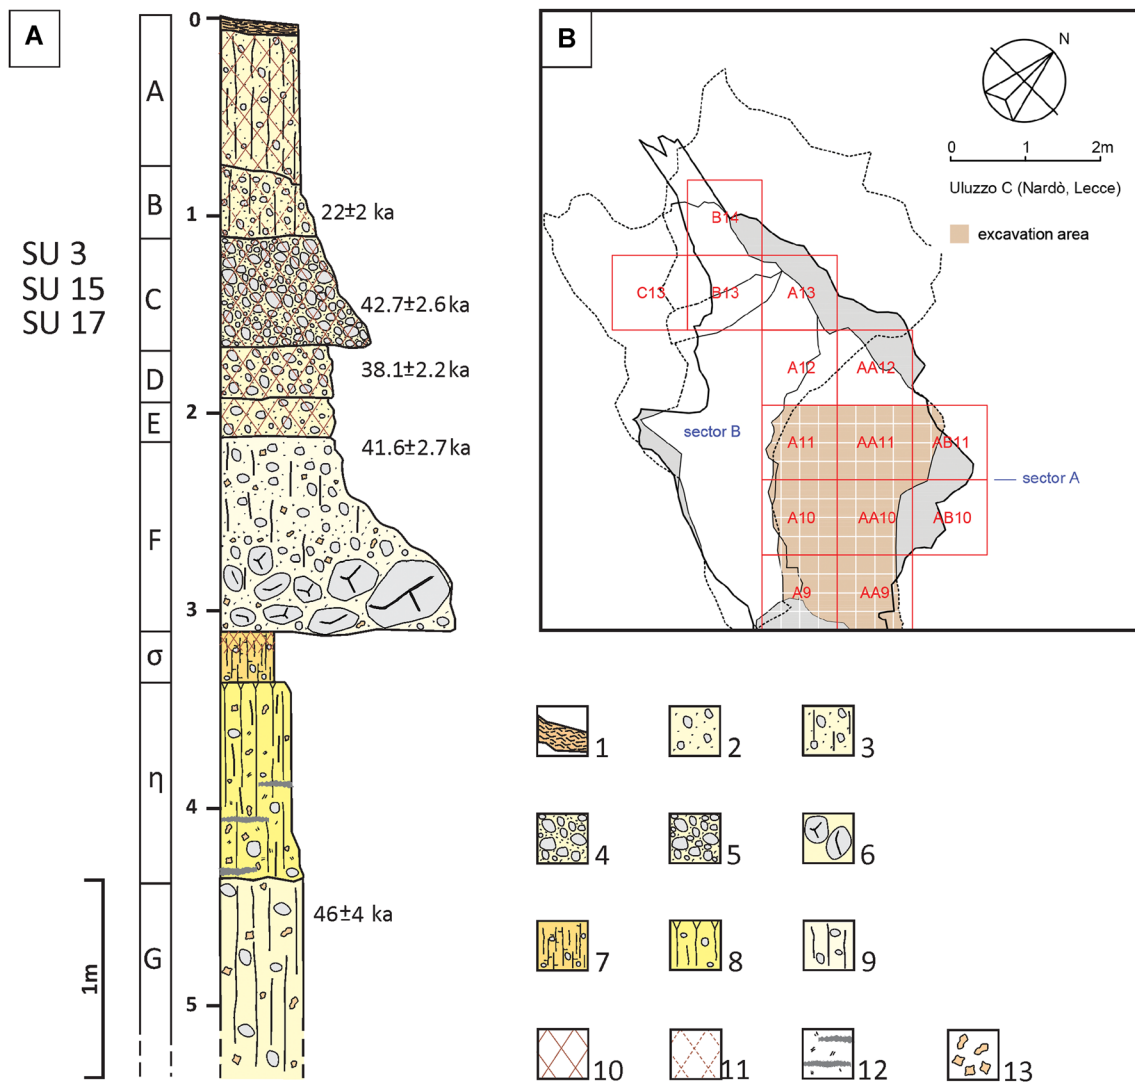 A
0
A
B
22±2 ka
1
SU 3
SU 15
SU 17
C
42.7±2.6 ka
D
38.1±2.2 ka
2
E
41.6±2.7 ka
F
3
σ
η
4
46±4 ka
G
1m
5
B
N
0 1 2m
Uluzzo C (Nardò, Lecce)
excavation area
B14
C13 B13 A13
A12 AA12
sector B
A11 AA11 AB11
sector A
A10 AA10 AB10
A9 AA9
1 2 3
4 5 6
7 8 9
10 11 12 13